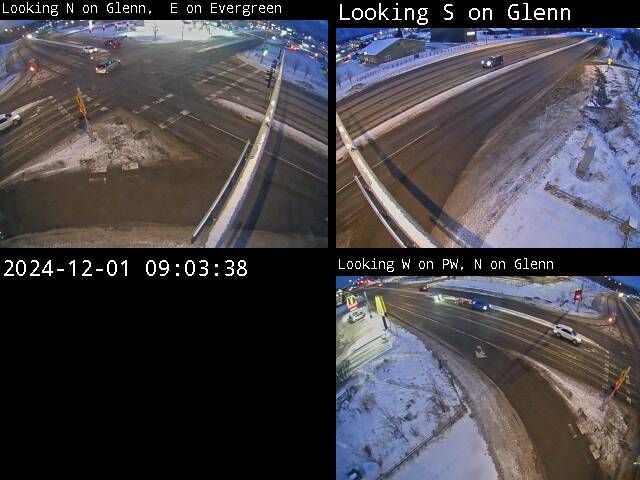 Looking N on Glenn, E on Evergreen
Looking S on Glenn
2024-12-01 09:03:38
Looking W on PW, N on Glenn